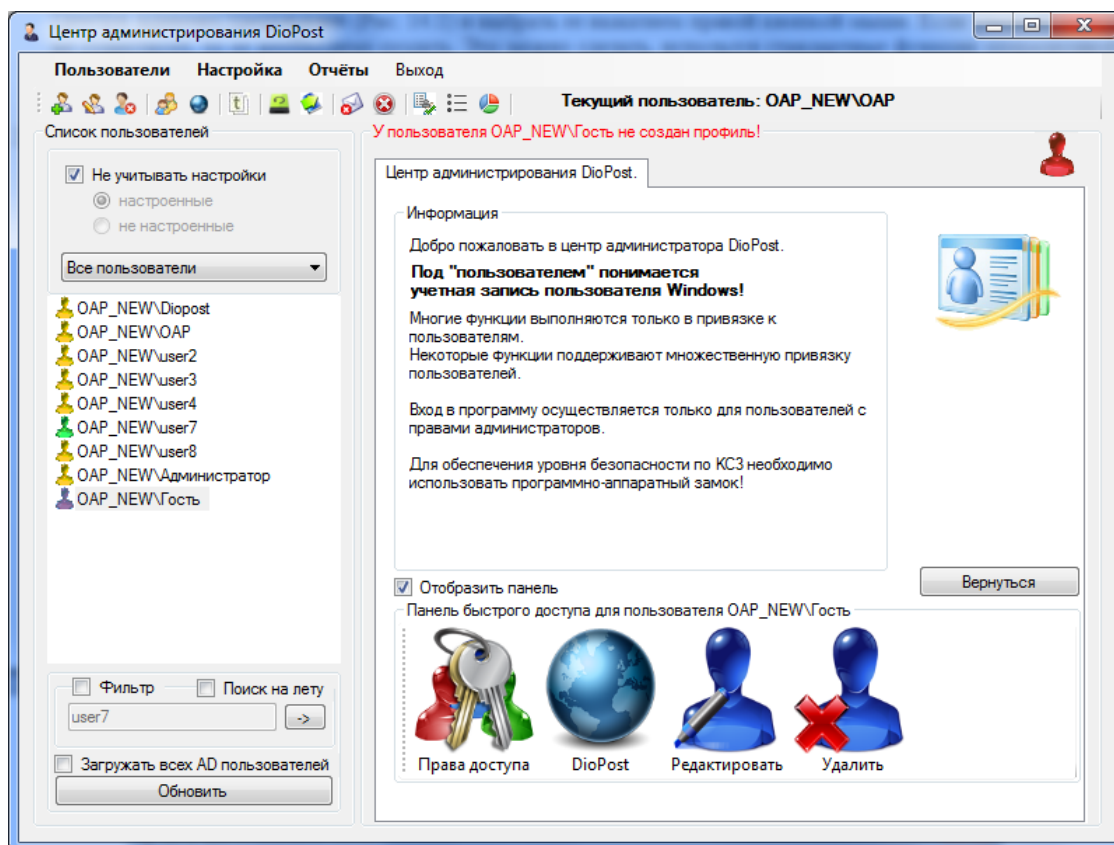 Центр администрирования DioPost
Пользователи Настройка Отчёты Выход
Текущий пользователь: OAP_NEW\OAP
Список пользователей
У пользователя OAP_NEW\Гость не создан профиль!
Не учитывать настройки
настроенные
не настроенные
Все пользователи
OAP_NEW\Diopost
OAP_NEW\OAP
OAP_NEW\user2
OAP_NEW\user3
OAP_NEW\user4
OAP_NEW\user7
OAP_NEW\user8
OAP_NEW\Администратор
OAP_NEW\Гость
Фильтр
Поиск на лету
user7
->
Загружать всех AD пользователей
Обновить
Центр администрирования DioPost.
Информация
Добро пожаловать в центр администратора DioPost.
Под "пользователем" понимается
учетная запись пользователя Windows!
Многие функции выполняются только в привязке к
пользователям.
Некоторые функции поддерживают множественную привязку
пользователей.
Вход в программу осуществляется только для пользователей с
правами администраторов.
Для обеспечения уровня безопасности по КС3 необходимо
использовать программно-аппаратный замок!
Отобразить панель
Вернуться
Панель быстрого доступа для пользователя OAP_NEW\Гость
Права доступа
DioPost
Редактировать
Удалить